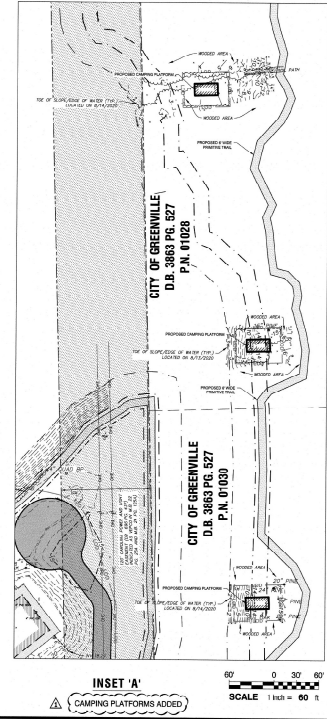 WOODED AREA
PROPOSED CAMPING PLATFORM
PATH
TOE OF SLOPE/EDGE OF WATER (TYP.)
LOCATED ON 8/14/2020
WOODED AREA
PROPOSED 6' WIDE
PRIMITIVE TRAIL
CITY OF GREENVILLE
D.B. 3863 PG. 527
P.N. 01028
WOODED AREA
PROPOSED CAMPING PLATFORM
TOE OF SLOPE/EDGE OF WATER (TYP.)
LOCATED ON 8/13/2020
WOODED AREA
PROPOSED 6' WIDE
PRIMITIVE TRAIL
CITY OF GREENVILLE
D.B. 3863 PG. 527
P.N. 01030
WOODED AREA
PROPOSED CAMPING PLATFORM
20" PINE
24"
PINE
PINE
TOE OF SLOPE/EDGE OF WATER (TYP.)
LOCATED ON 8/14/2020
WOODED AREA
INSET 'A'
CAMPING PLATFORMS ADDED
60' 0 30' 60'
SCALE 1 inch = 60 ft